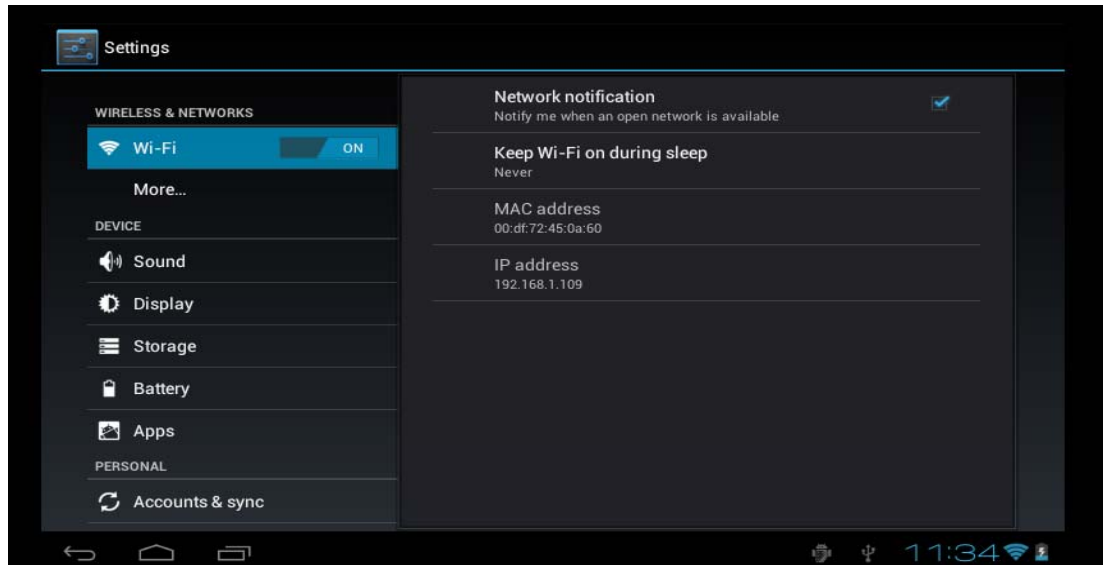 Settings
WIRELESS & NETWORKS
Wi-Fi ON
More...
DEVICE
Sound
Display
Storage
Battery
Apps
PERSONAL
Accounts & sync
Network notification
Notify me when an open network is available
Keep Wi-Fi on during sleep
Never
MAC address
00:df:72:45:0a:60
IP address
192.168.1.109
11:34